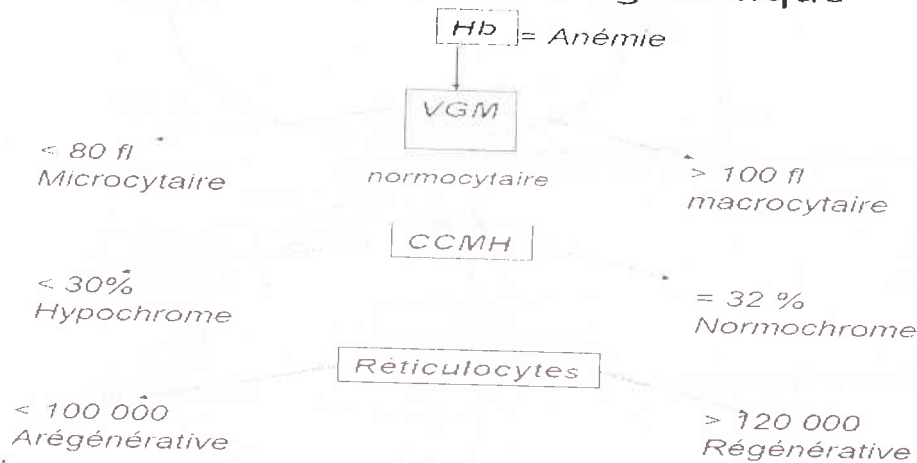 Hb = Anémie
VGM
< 80 fl
Microcytaire
normocytaire
> 100 fl
macrocytaire
CCMH
< 30%
Hypochrome
= 32 %
Normochrome
Réticulocytes
< 100 000
Arégénérative
> 120 000
Régénérative